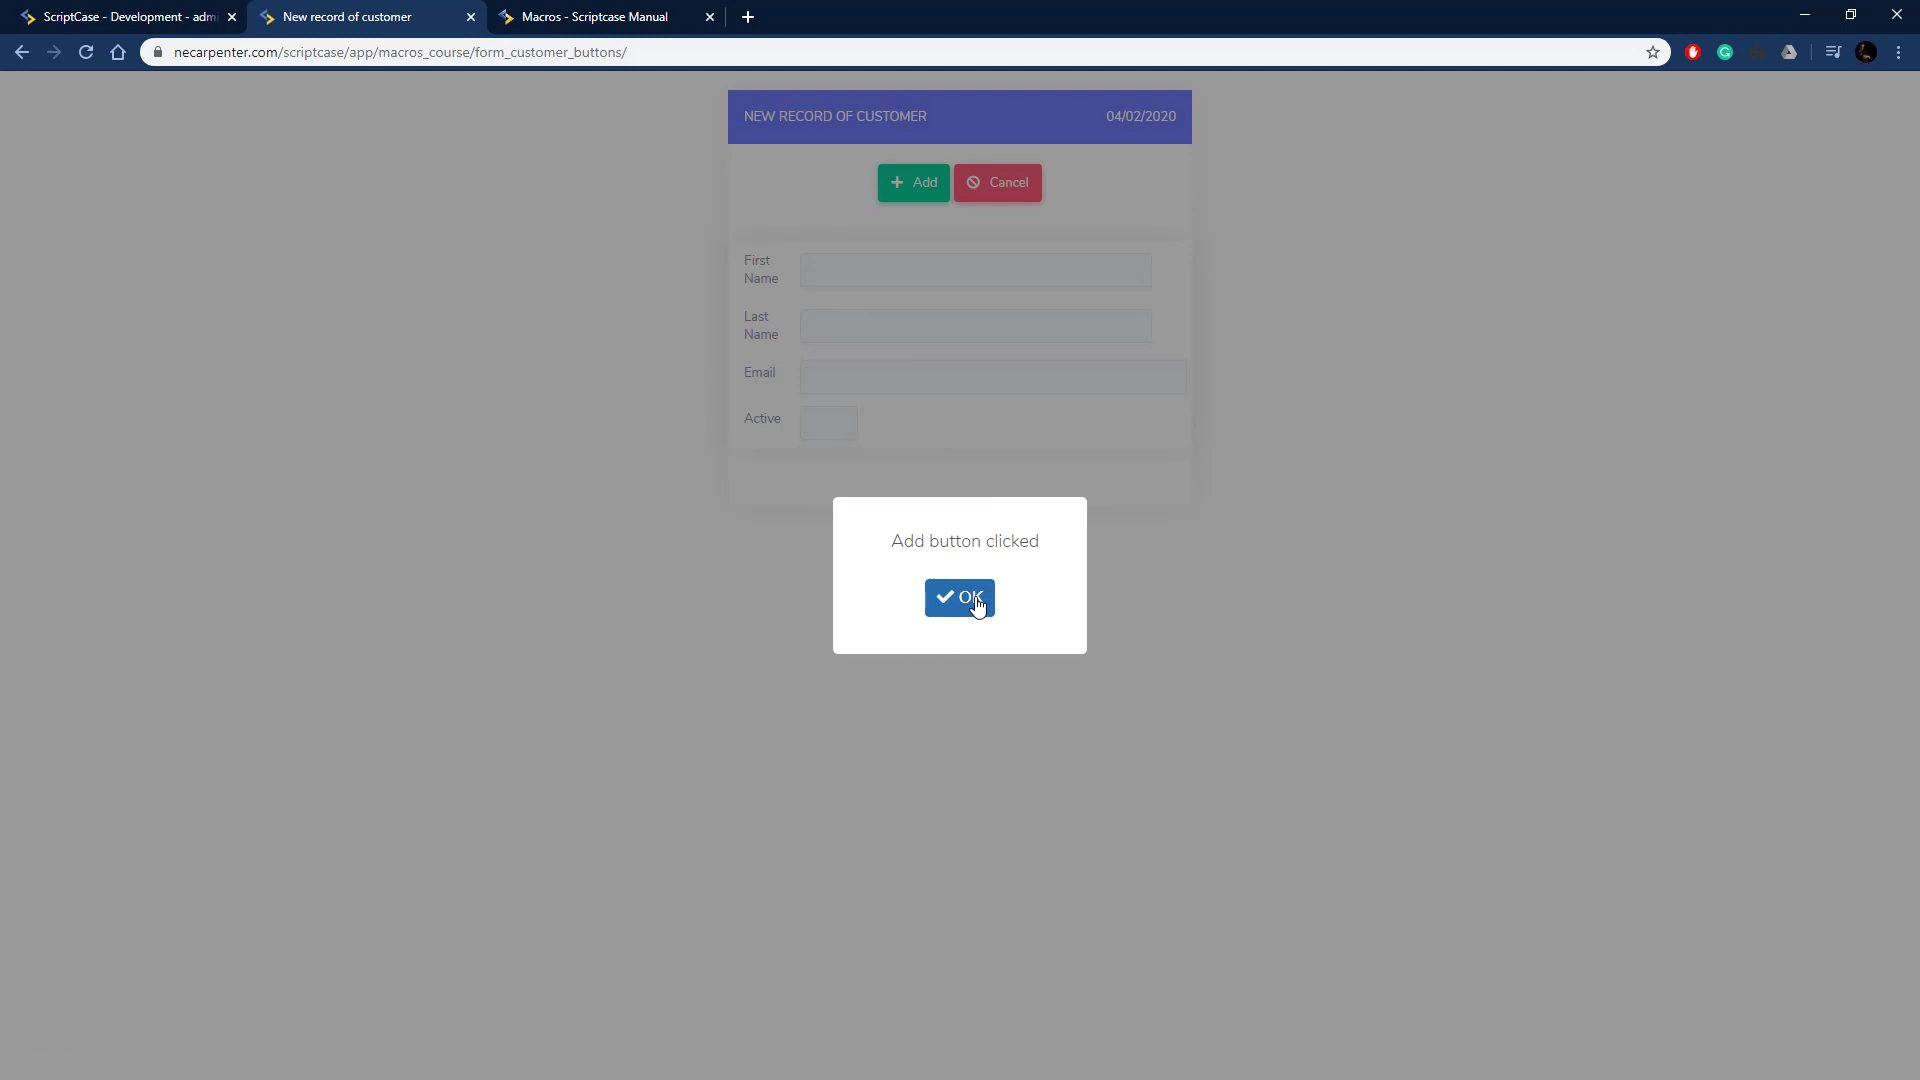 ScriptCase - Development - adm
New record of customer
Macros - Scriptcase Manual
necarpenter.com/scriptcase/app/macros_course/form_customer_buttons/
NEW RECORD OF CUSTOMER
04/02/2020
Add
Cancel
First
Name
Last
Name
Email
Active
Add button clicked
OK